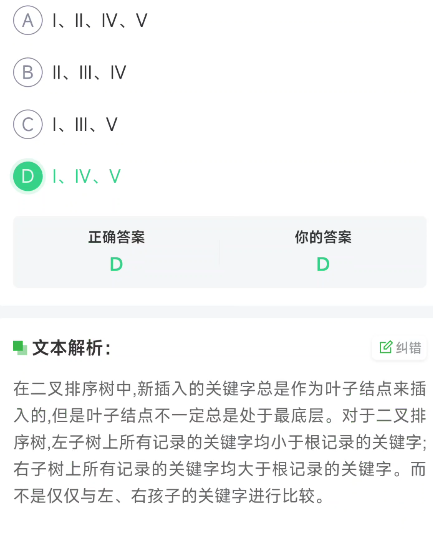 A I、II、IV、V
B II、III、IV
C I、III、V
D I、IV、V
正确答案 你的答案
D D
文本解析： 纠错
在二叉排序树中,新插入的关键字总是作为叶子结点来插
入的,但是叶子结点不一定总是处于最底层。对于二叉排
序树,左子树上所有记录的关键字均小于根记录的关键字;
右子树上所有记录的关键字均大于根记录的关键字。而
不是仅仅与左、右孩子的关键字进行比较。